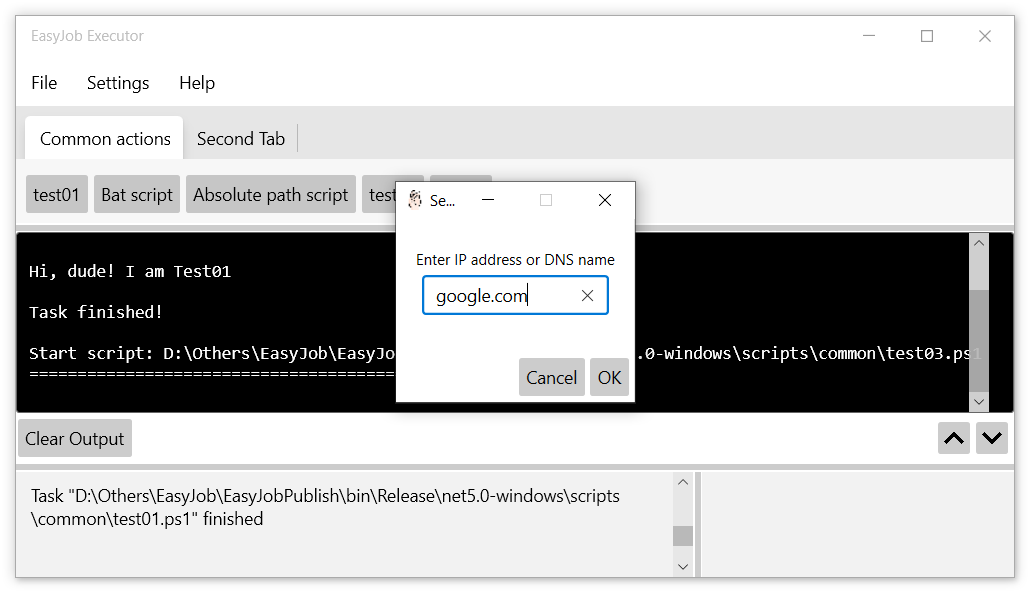 EasyJob Executor
File Settings Help
Common actions Second Tab
test01 Bat script Absolute path script
Se...
Enter IP address or DNS name
google.com
Cancel OK
Hi, dude! I am Test01
Task finished!
Start script: D:\Others\EasyJob\EasyJo .0-windows\scripts\common\test03.ps1
======================================
Clear Output
Task "D:\Others\EasyJob\EasyJobPublish\bin\Release\net5.0-windows\scripts
\common\test01.ps1" finished